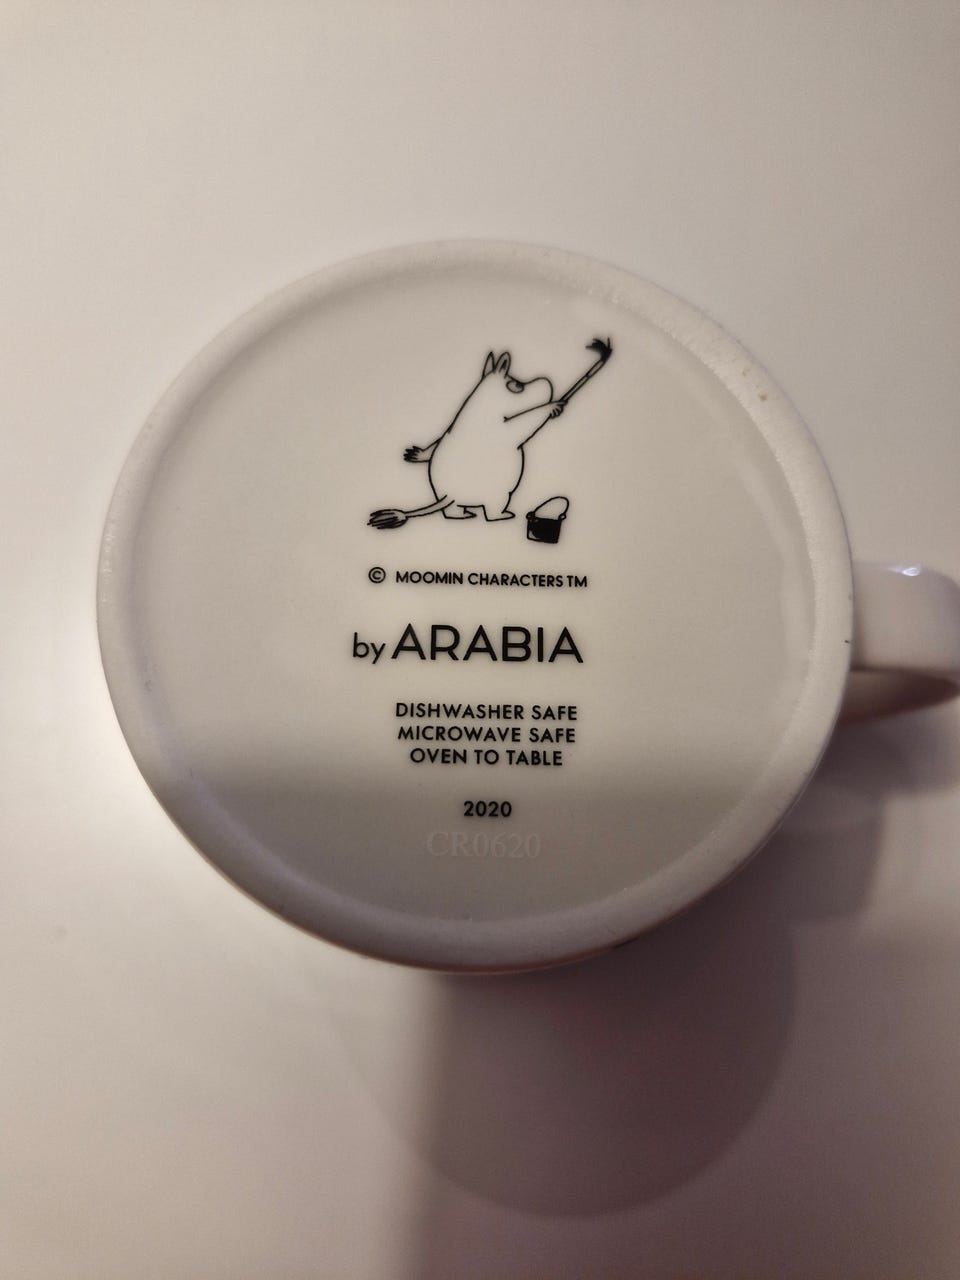 © MOOMIN CHARACTERS TM
by ARABIA
DISHWASHER SAFE
MICROWAVE SAFE
OVEN TO TABLE
2020
CR0620